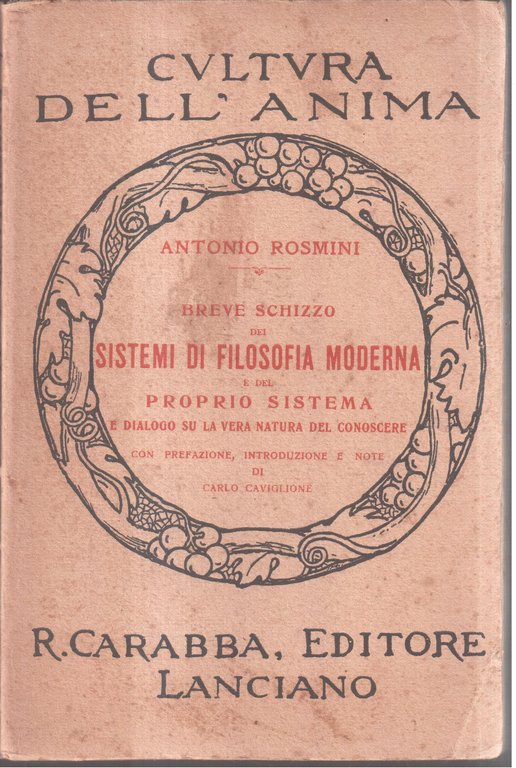 CVLTVRA
DELL'ANIMA
ANTONIO ROSMINI
BREVE SCHIZZO
DEI
SISTEMI DI FILOSOFIA MODERNA
E DEL
PROPRIO SISTEMA
E DIALOGO SU LA VERA NATURA DEL CONOSCERE
CON PREFAZIONE, INTRODUZIONE E NOTE
DI
CARLO CAVIGLIONE
R. CARABBA, EDITORE
LANCIANO